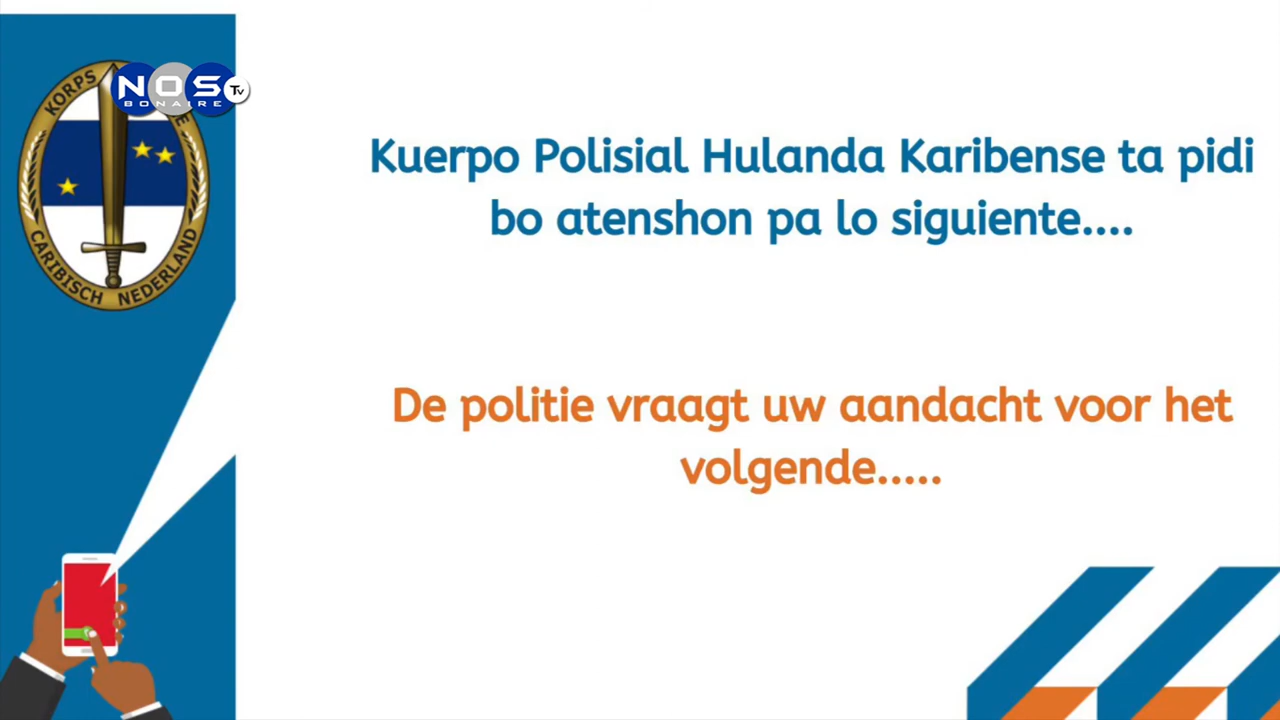 KORPS
CARIBISCH NEDERLAND
NOS TV
BONAIRE
Kuerpo Polisial Hulanda Karibense ta pidi
bo atenshon pa lo siguiente....
De politie vraagt uw aandacht voor het
volgende.....